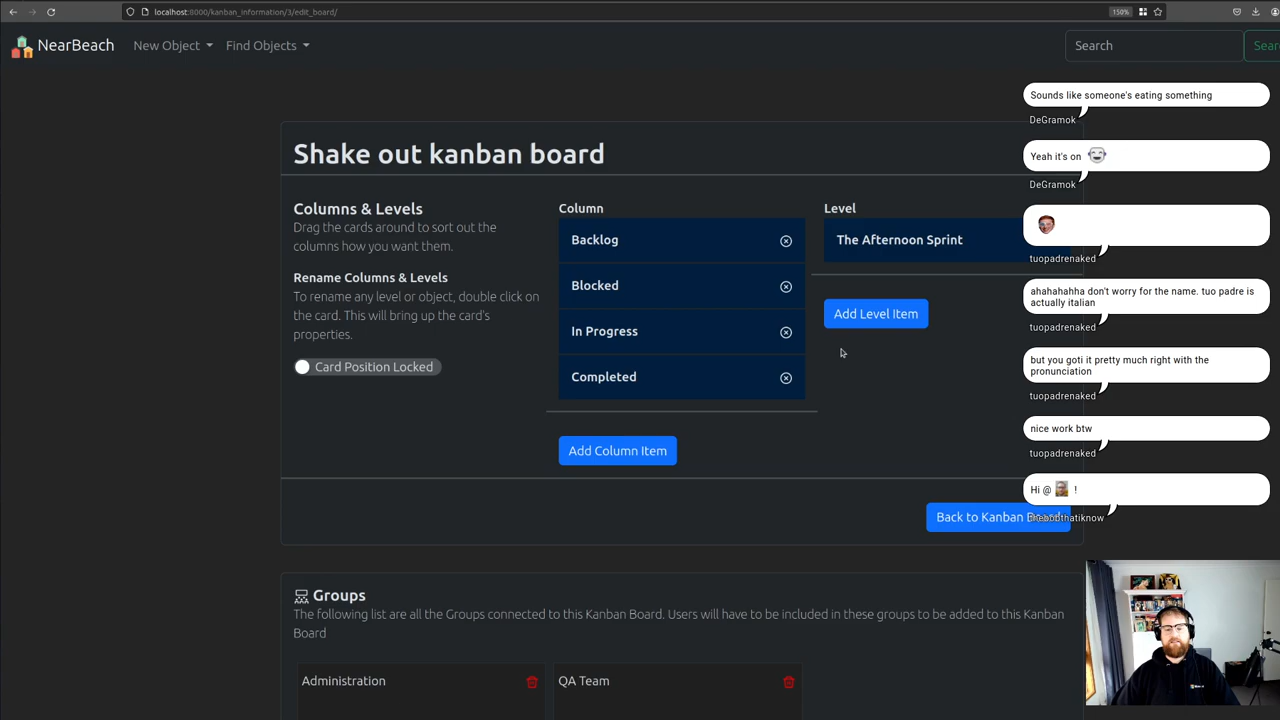 localhost:8000/kanban_information/3/edit_board/
150%
NearBeach
New Object
Find Objects
Search
Sear
Shake out kanban board
Columns & Levels
Drag the cards around to sort out the
columns how you want them.
Rename Columns & Levels
To rename any level or object, double click on
the card. This will bring up the card's
properties.
Card Position Locked
Column
Backlog
Blocked
In Progress
Completed
Add Column Item
Level
The Afternoon Sprint
Add Level Item
Back to Kanban Board
Groups
The following list are all the Groups connected to this Kanban Board. Users will have to be included in these groups to be added to this Kanban
Board
Administration
QA Team
Sounds like someone's eating something
DeGramok
Yeah it's on
DeGramok
tuopadrenaked
ahahahahha don't worry for the name. tuo padre is
actually italian
tuopadrenaked
but you goti it pretty much right with the
pronunciation
tuopadrenaked
nice work btw
tuopadrenaked
Hi @ !